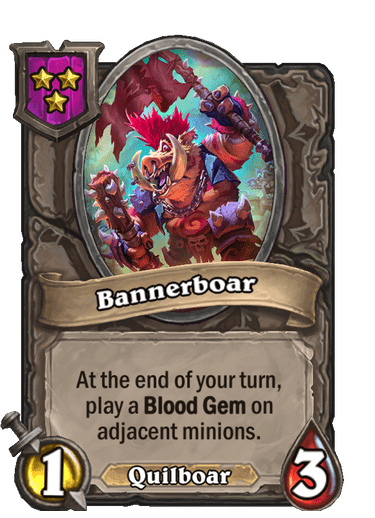 Bannerboar
At the end of your turn,
play a Blood Gem on
adjacent minions.
1
Quilboar
3